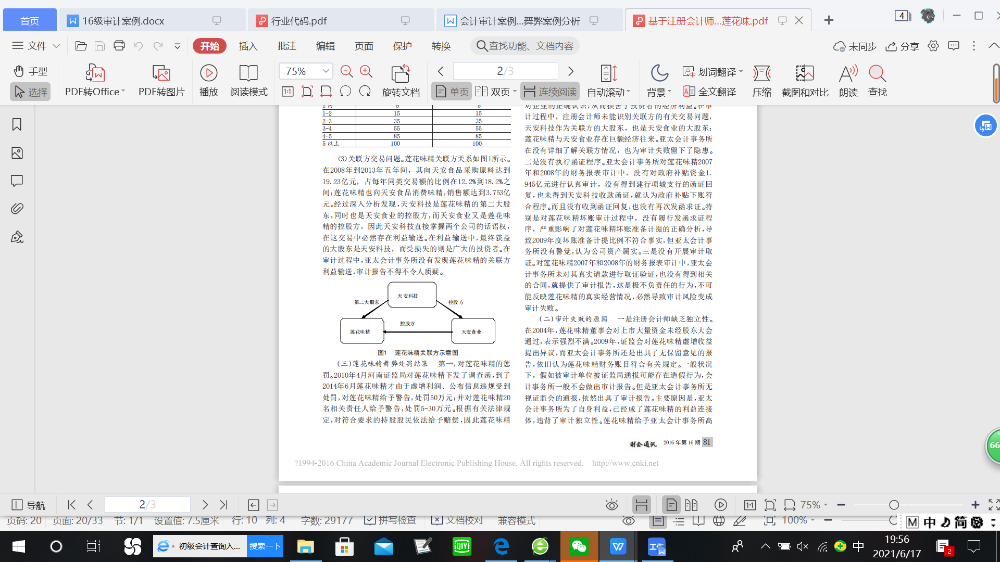 首页
16级审计案例.docx
行业代码.pdf
会计审计案例...舞弊案例分析
基于注册会计师...莲花味.pdf
4
文件
开始
插入
批注
编辑
页面
保护
转换
查找功能、文档内容
未同步
分享
手型
选择
PDF转Office
PDF转图片
播放
阅读模式
75%
旋转文档
2/3
单页
双页
连续阅读
自动滚动
背景
划词翻译
全文翻译
压缩
截图和对比
朗读
查找
1-2 15 15
2-3 35 35
3-4 55 55
4-5 85 85
5 以上 100 100
(3)关联方交易问题。莲花味精关联方关系如图1所示。
在2008年到2013年五年间，其向天安食品采购原料达到
19.23亿元，占每年同类交易额的比例在12.2%到18.2%之
间；莲花味精也向天安食品消费味精，销售额达到3.753亿
元。经过深入分析发现，天安科技是莲花味精的第二大股
东，同时也是天安食业的控股方，而天安食业又是莲花味
精的控股方，因此天安科技直接掌握两个公司的话语权，
在这交易中必然存在利益输送。在利益输送中，最终获益
的大股东是天安科技，而受损失的则是广大的投资者。在
审计过程中，亚太会计事务所没有发现莲花味精的关联方
利益输送，审计报告不得不令人质疑。
天安科技
第二大股东
控股方
控股方
莲花味精
天安食业
图1 莲花味精关联方示意图
(三)莲花味精舞弊处罚结果 第一，对莲花味精的惩
罚。2010年4月河南证监局对莲花味精下发了调查函，到了
2014年6月莲花味精才由于虚增利润、公布信息违规受到
处罚，对莲花味精给予警告，处罚50万元；并对莲花味精20
名相关责任人给予警告，处罚5-30万元。根据有关法律规
定，对符合要求的持股股民依法给予赔偿，因此莲花味精
对企业的正确认识，从而损害了投资者的经济利益。在审
计过程中，注册会计师未能识别关联方的有关交易问题，
天安科技作为关联方的大股东，也是天安食业的大股东；
莲花味精与天安食业存在巨额经济往来。亚太会计事务所
在没有详细了解关联方情况，也为审计失败留下了隐患。
二是没有执行函证程序。亚太会计事务所对莲花味精2007
年和2008年的财务报表审计中，没有对政府补贴资金1.
945亿元进行认真审计，没有得到建行项城支行的函证回
复，也未得到天安科技收款函证，就认为政府补贴下账符
合程序。而且没有收到函证回复，也没有再次发函求证。特
别是对莲花味精坏账审计过程中，没有履行发函求证程
序，严重影响了对莲花味精坏账准备计提的正确分析，导
致2009年度坏账准备计提比例不符合事实，但亚太会计事
务所没有警觉，认为公司资产属实。三是没有开展审计取
证。对莲花味精2007年和2008年的财务报表审计中，亚太会
计事务所未对其真实请款进行取证验证，也没有得到相关
的合同，就提供了审计报告，这是极不负责任的行为，不可
能反映莲花味精的真实经营情况，必然导致审计风险变成
审计失败。
(二)审计失败的原因 一是注册会计师缺乏独立性。
在2004年，莲花味精董事会对上市大量资金未经股东大会
通过，表示强烈不满。2009年，证监会对莲花味精虚增收益
提出异议，而亚太会计事务所还是出具了无保留意见的报
告，依旧认为莲花味精财务账目符合有关规定。一般状况
下，假如被审计单位被证监局通报可能存在造假行为，会
计事务所一般不会做出审计报告。但是亚太会计事务所无
视证监会的通报，依然出具了审计报告。主要原因是，亚太
会计事务所为了自身利益，已经成了莲花味精的利益连接
体，违背了审计独立性。莲花味精给予亚太会计事务所高
财会通讯 2016年第16期 81
?1994-2016 China Academic Journal Electronic Publishing House. All rights reserved. http://www.cnki.net
66
导航
2/3
75%
页码: 20 页面: 20/33 节: 1/1 设置值: 7.5厘米 行: 10 列: 4 字数: 29177 拼写检查 文档校对 兼容模式
100%
M 中 简
初级会计查询入...
搜索一下
iQIYI
工作
中
19:56
2021/6/17
2